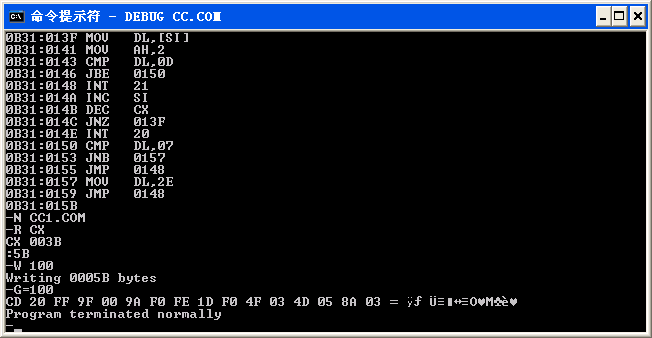 命令提示符 - DEBUG CC.COM
0B31:013F MOV DL,[SI]
0B31:0141 MOV AH,2
0B31:0143 CMP DL,0D
0B31:0146 JBE 0150
0B31:0148 INT 21
0B31:014A INC SI
0B31:014B DEC CX
0B31:014C JNZ 013F
0B31:014E INT 20
0B31:0150 CMP DL,07
0B31:0153 JNB 0157
0B31:0155 JMP 0148
0B31:0157 MOV DL,2E
0B31:0159 JMP 0148
0B31:015B
-N CC1.COM
-R CX
CX 003B
:5B
-W 100
Writing 0005B bytes
-G=100
CD 20 FF 9F 00 9A F0 FE 1D F0 4F 03 4D 05 8A 03 =
Program terminated normally
-